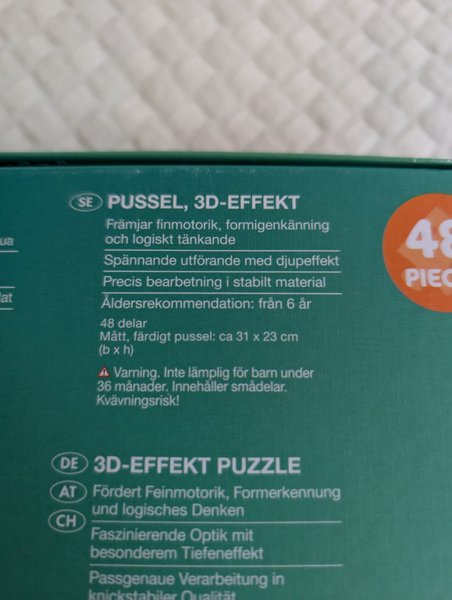 SE PUSSEL, 3D-EFFEKT
Främjar finmotorik, formigenkänning
och logiskt tänkande
Spännande utförande med djupeffekt
Precis bearbetning i stabilt material
Åldersrekommendation: från 6 år
48 delar
Mått, färdigt pussel: ca 31 x 23 cm
(b x h)
Varning. Inte lämplig för barn under
36 månader. Innehåller smådelar.
Kvävningsrisk!
48
PIEC
DE 3D-EFFEKT PUZZLE
AT Fördert Feinmotorik, Formerkennung
CH und logisches Denken
Faszinierende Optik mit
besonderem Tiefeneffekt
Passgenaue Verarbeitung in
knickstabiler Qualität